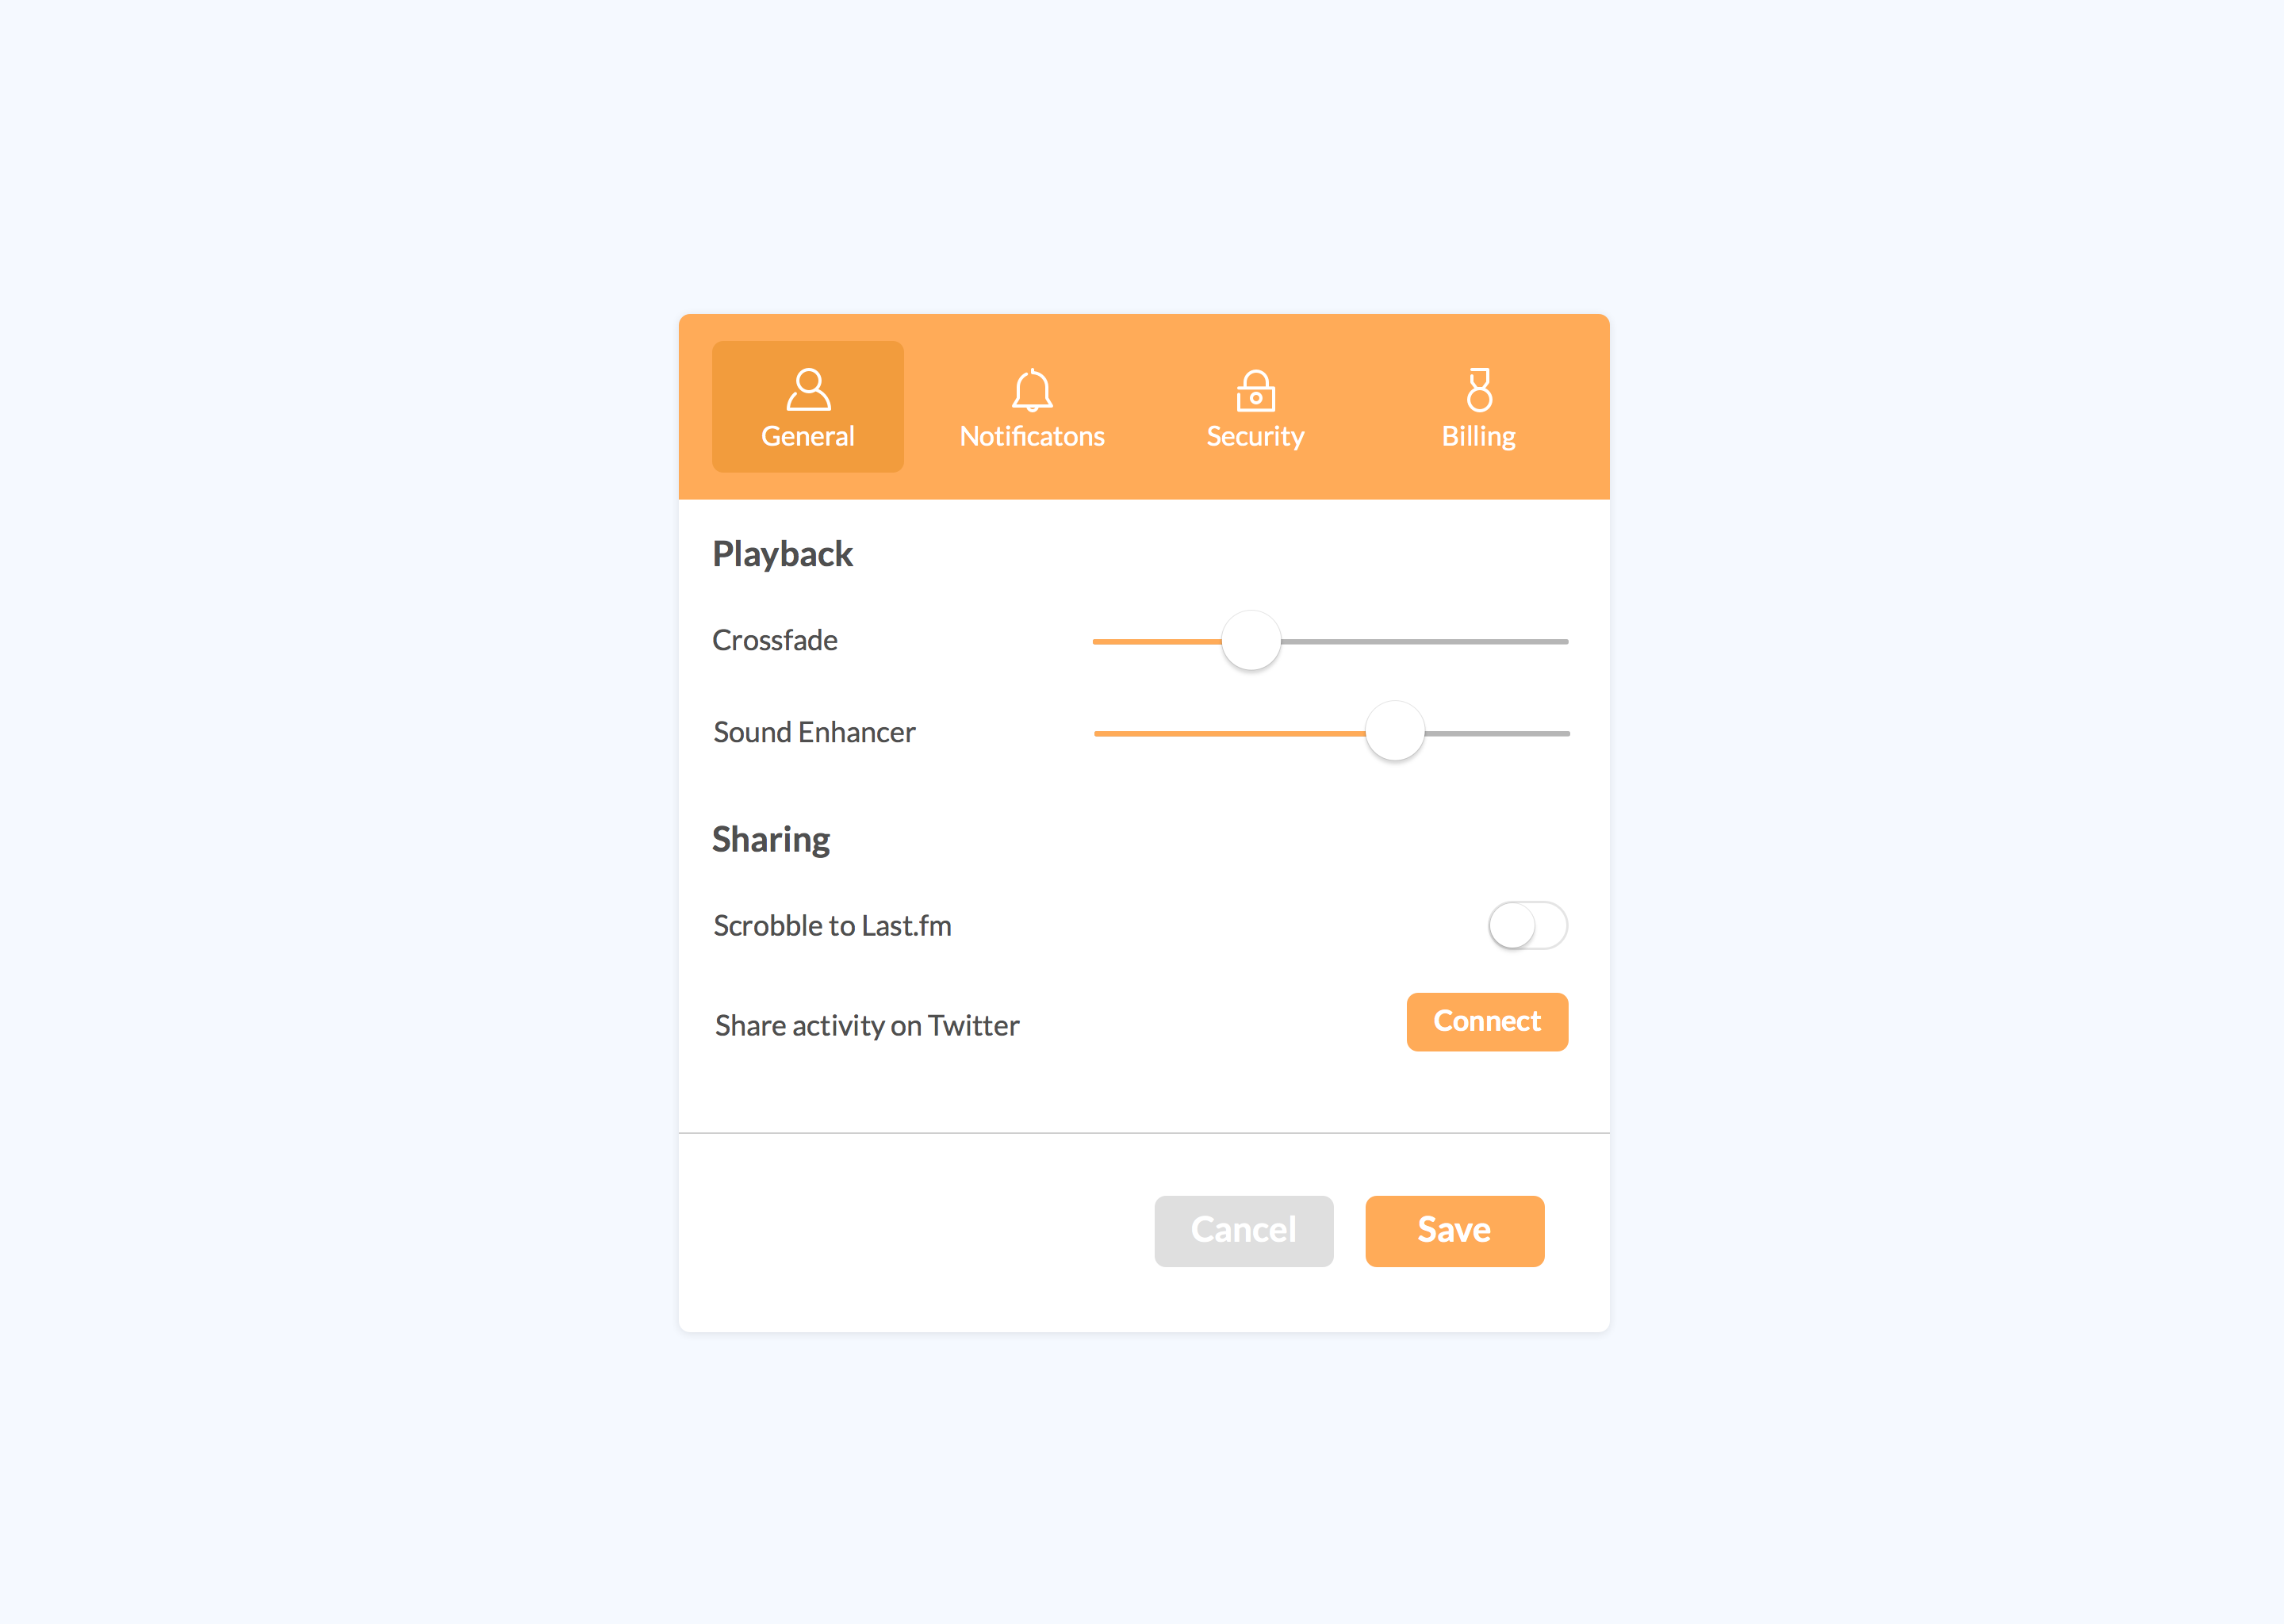 General
Notificatons
Security
Billing
Playback
Crossfade
Sound Enhancer
Sharing
Scrobble to Last.fm
Share activity on Twitter
Connect
Cancel
Save